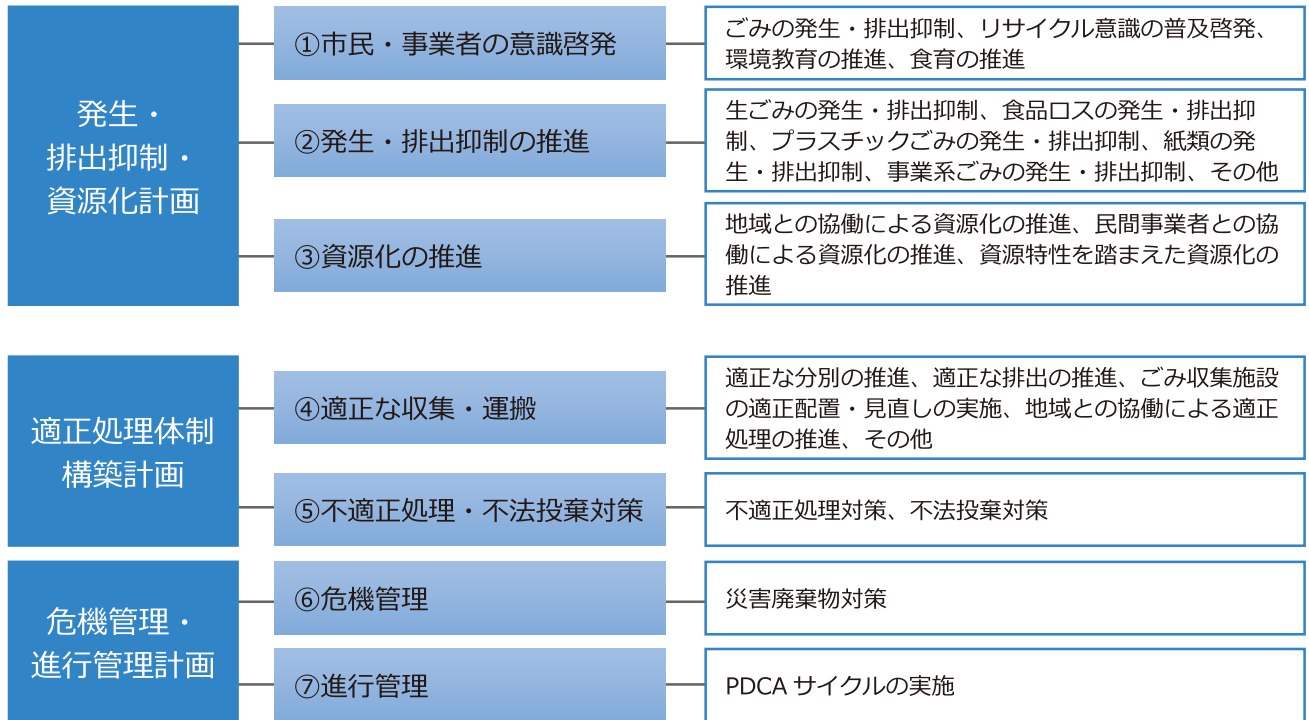 発生・
排出抑制・
資源化計画
①市民・事業者の意識啓発
ごみの発生・排出抑制、リサイクル意識の普及啓発、
環境教育の推進、食育の推進
②発生・排出抑制の推進
生ごみの発生・排出抑制、食品ロスの発生・排出抑
制、プラスチックごみの発生・排出抑制、紙類の発
生・排出抑制、事業系ごみの発生・排出抑制、その他
③資源化の推進
地域との協働による資源化の推進、民間事業者との協
働による資源化の推進、資源特性を踏まえた資源化の
推進
適正処理体制
構築計画
④適正な収集・運搬
適正な分別の推進、適正な排出の推進、ごみ収集施設
の適正配置・見直しの実施、地域との協働による適正
処理の推進、その他
⑤不適正処理・不法投棄対策
不適正処理対策、不法投棄対策
危機管理・
進行管理計画
⑥危機管理
災害廃棄物対策
⑦進行管理
PDCA サイクルの実施